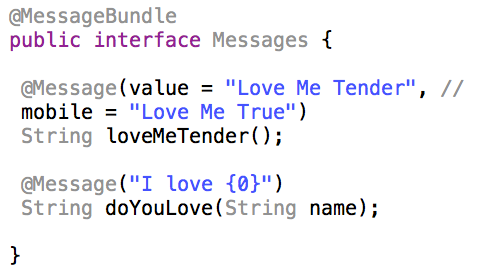 @MessageBundle
public interface Messages {
@Message(value = "Love Me Tender", //
mobile = "Love Me True")
String loveMeTender();
@Message("I love {0}")
String doYouLove(String name);
}